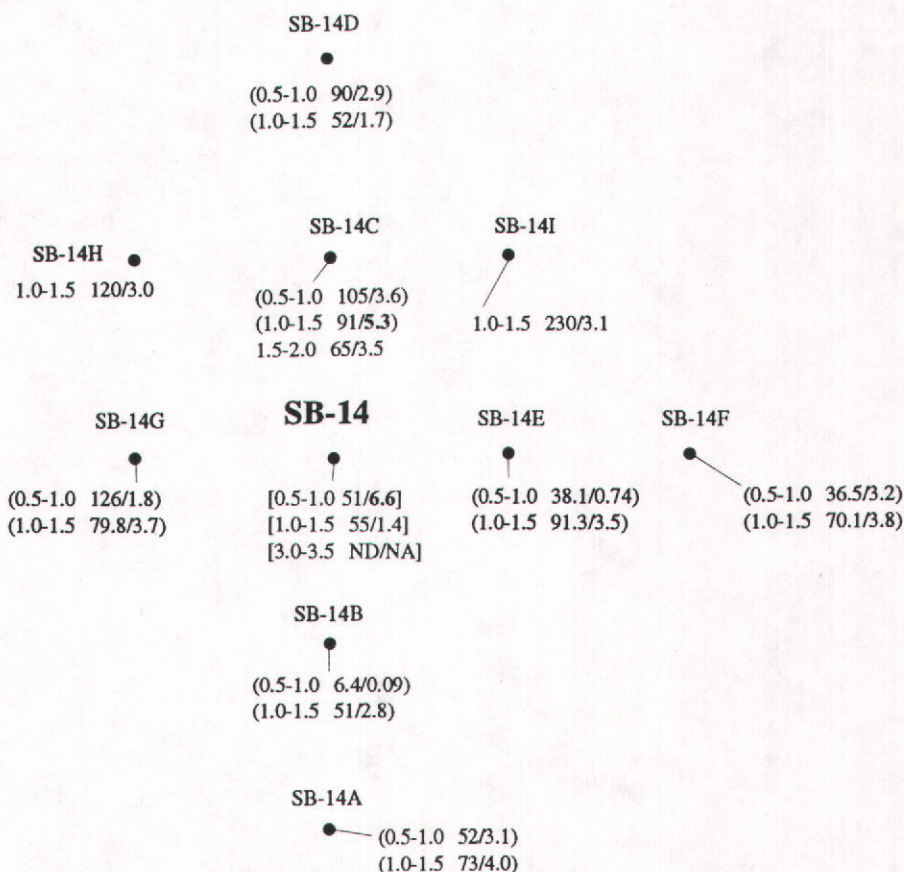 SB-14D
(0.5-1.0 90/2.9)
(1.0-1.5 52/1.7)
SB-14H
1.0-1.5 120/3.0
SB-14C
(0.5-1.0 105/3.6)
(1.0-1.5 91/5.3)
1.5-2.0 65/3.5
SB-14I
1.0-1.5 230/3.1
SB-14G
(0.5-1.0 126/1.8)
(1.0-1.5 79.8/3.7)
SB-14
[0.5-1.0 51/6.6]
[1.0-1.5 55/1.4]
[3.0-3.5 ND/NA]
SB-14E
(0.5-1.0 38.1/0.74)
(1.0-1.5 91.3/3.5)
SB-14F
(0.5-1.0 36.5/3.2)
(1.0-1.5 70.1/3.8)
SB-14B
(0.5-1.0 6.4/0.09)
(1.0-1.5 51/2.8)
SB-14A
(0.5-1.0 52/3.1)
(1.0-1.5 73/4.0)